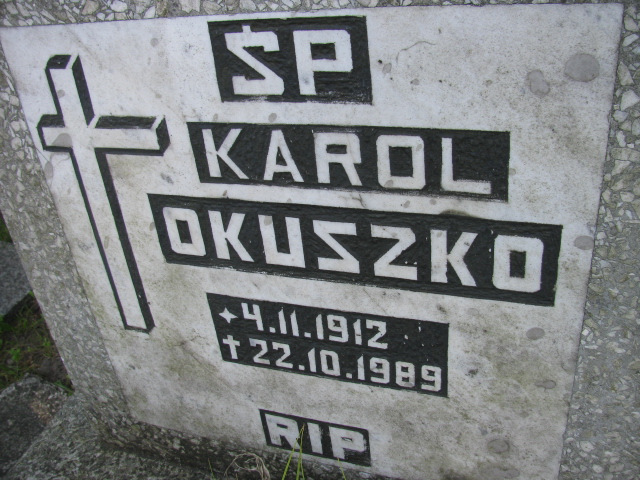 ŚP
KAROL
OKUSZKO
4.11.1912
22.10.1989
RIP